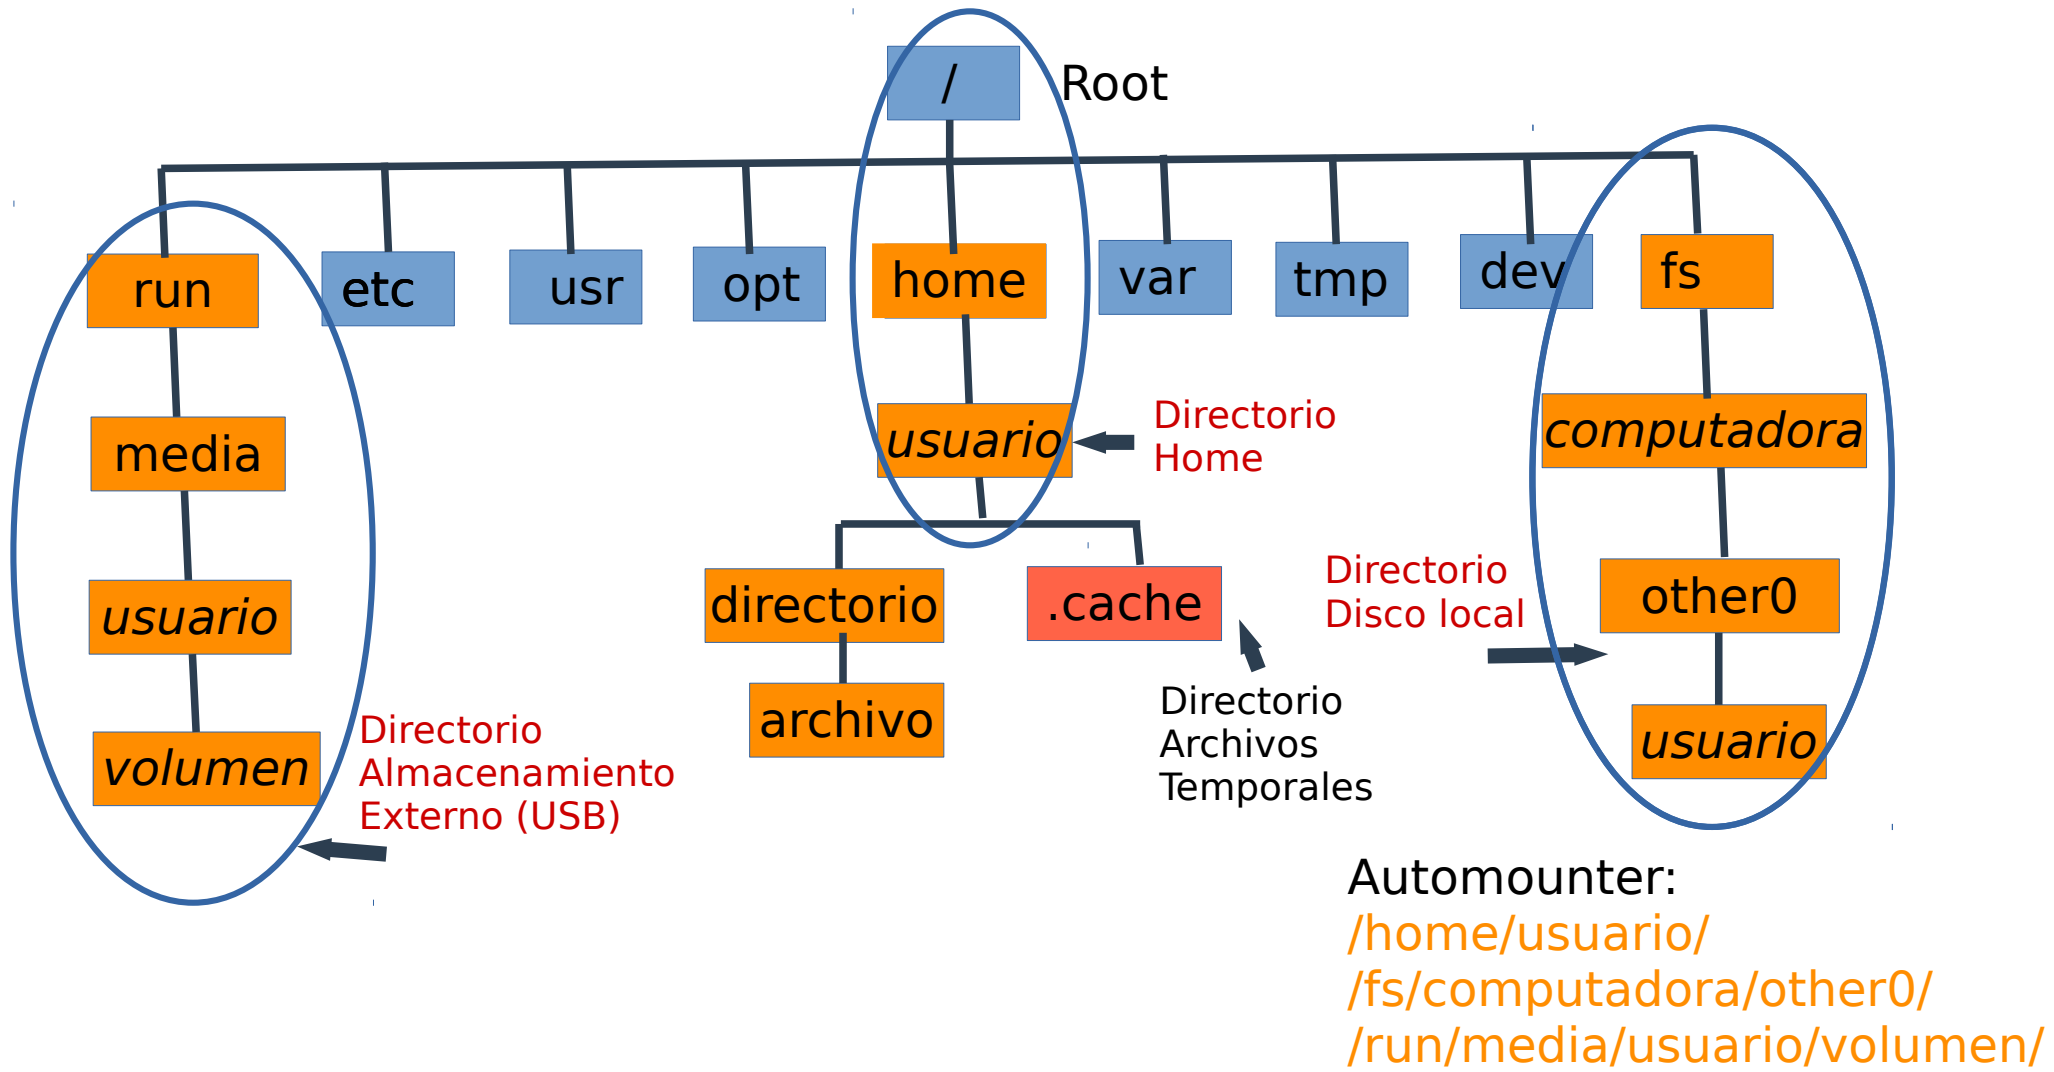 /
Root
run
etc
usr
opt
home
var
tmp
dev
fs
media
usuario
Directorio
Home
computadora
usuario
directorio
.cache
Directorio
Disco local
other0
volumen
Directorio
Almacenamiento
Externo (USB)
archivo
Directorio
Archivos
Temporales
usuario
Automounter:
/home/usuario/
/fs/computadora/other0/
/run/media/usuario/volumen/